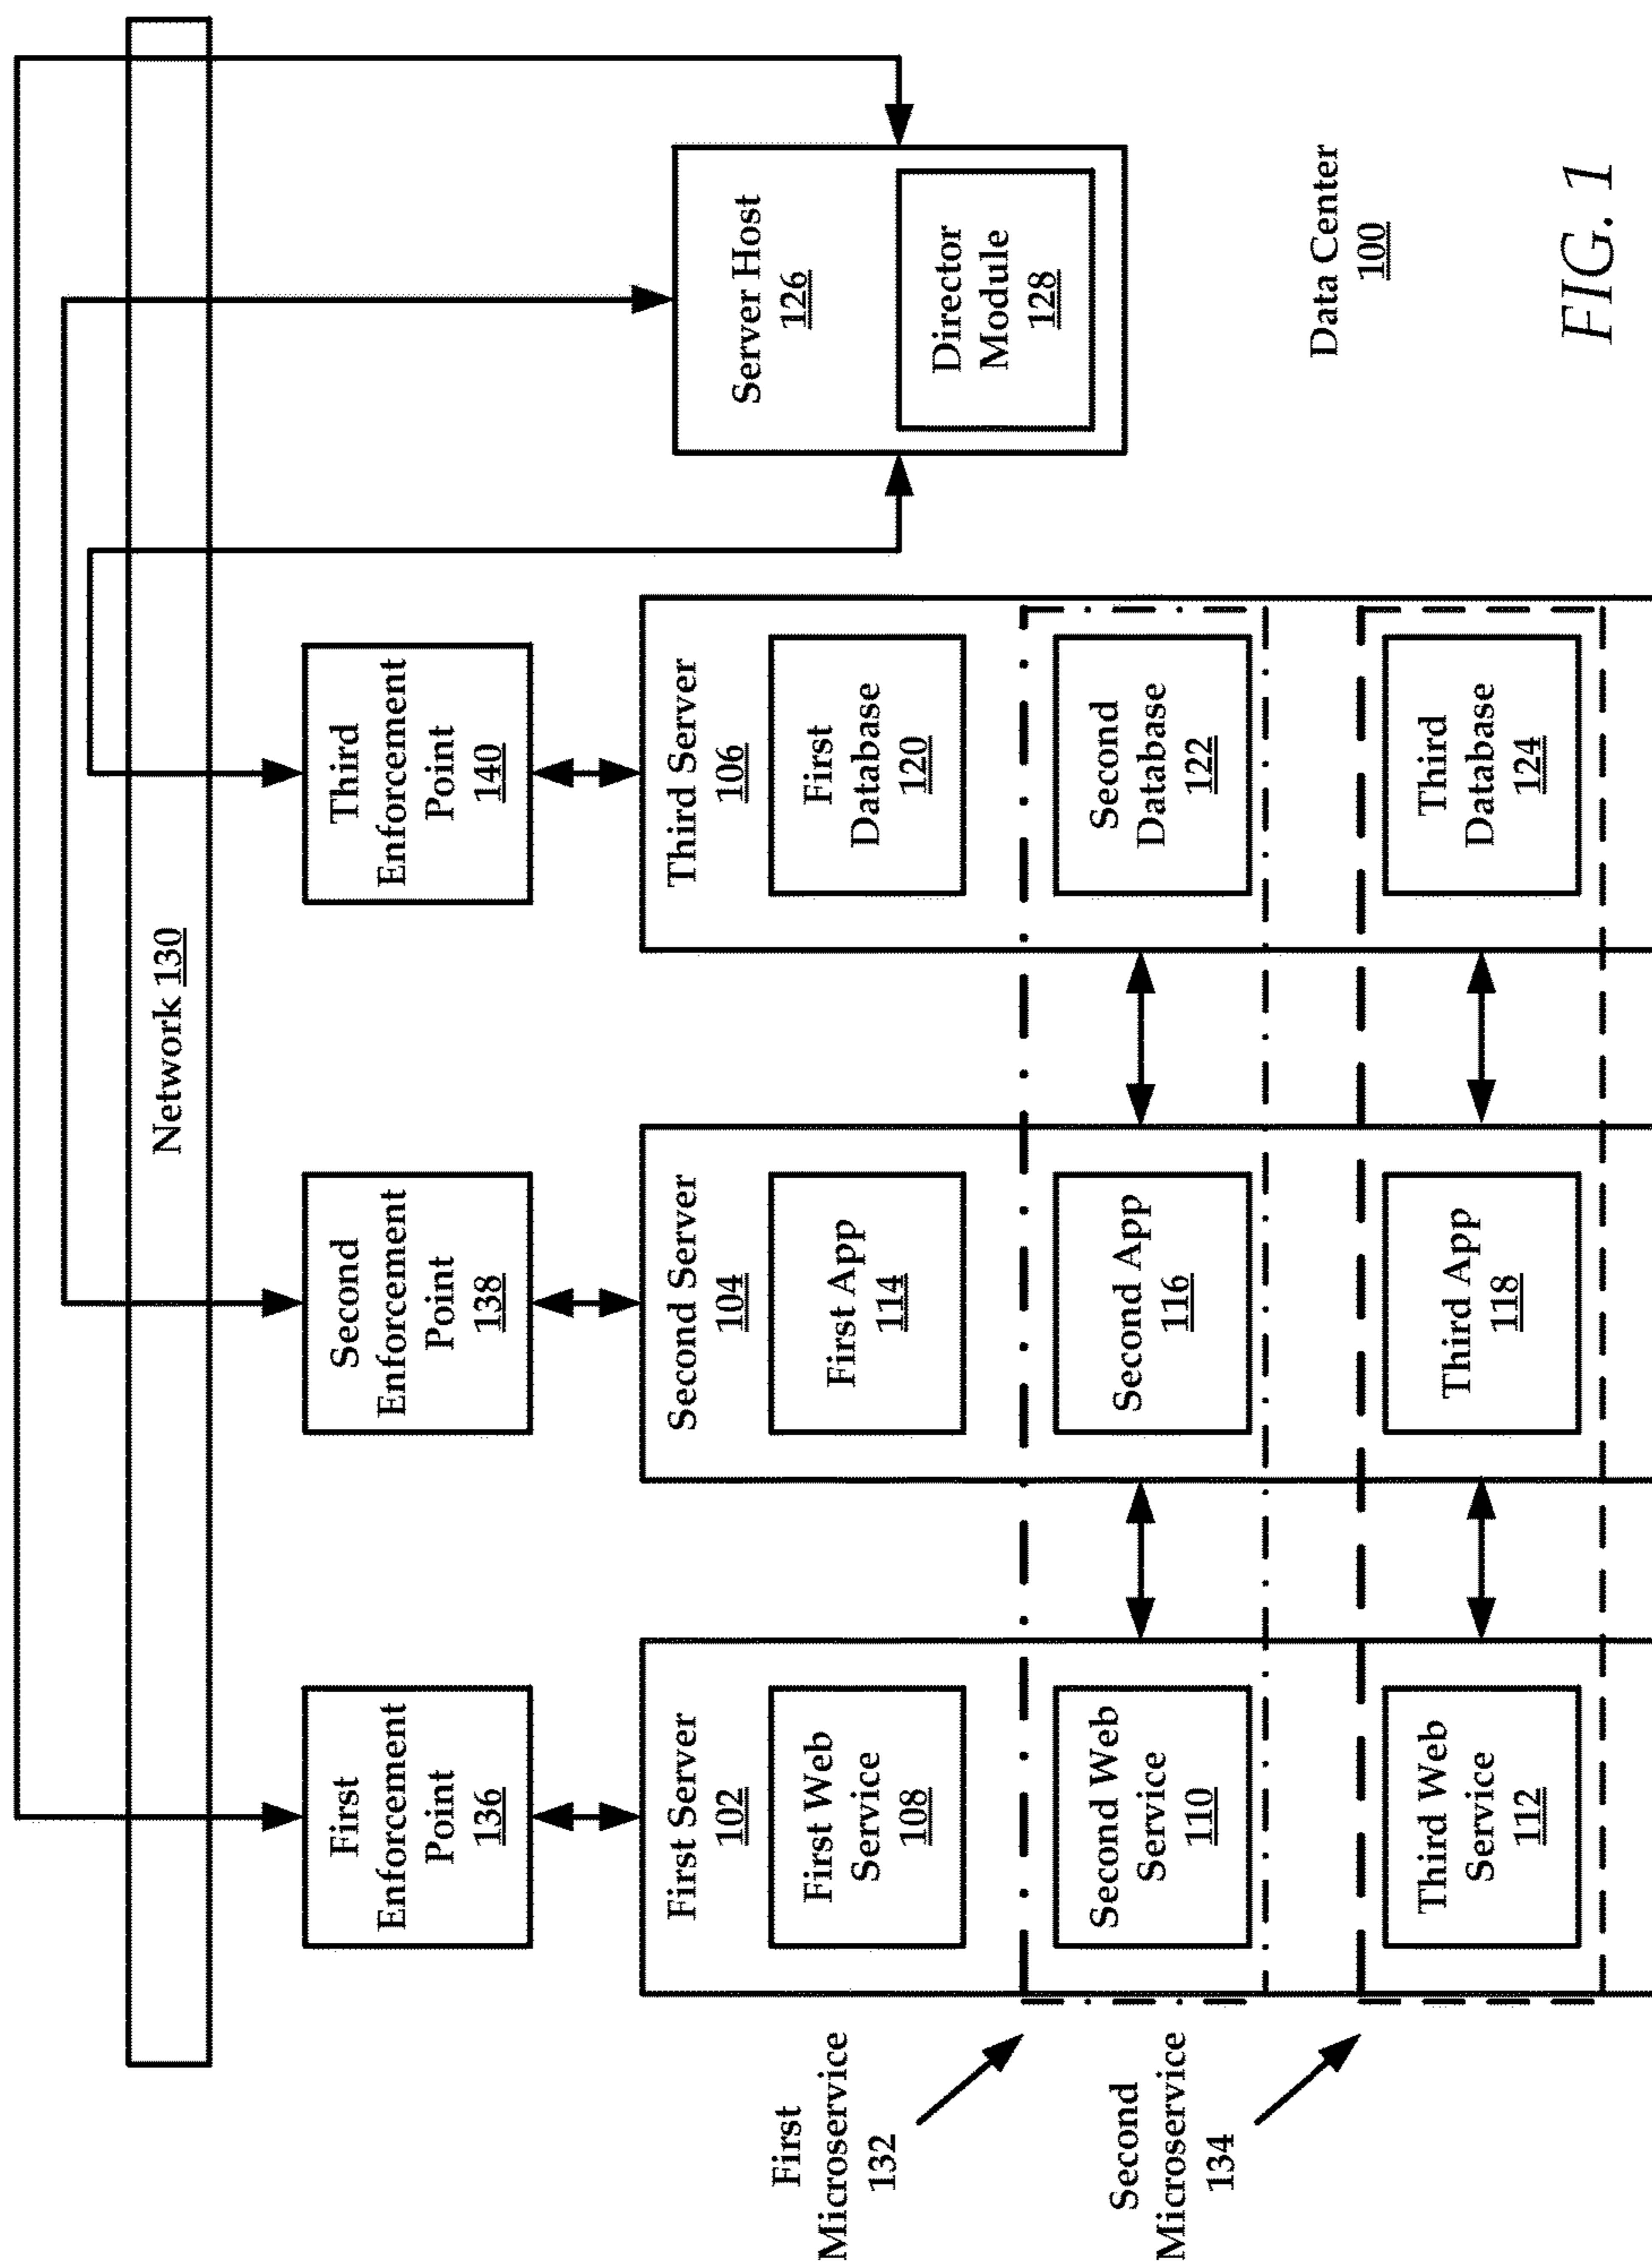 Network 130
First
Enforcement
Point
136
Second
Enforcement
Point
138
Third
Enforcement
Point
140
First Server
102
First Web
Service
108
Second Web
Service
110
Third Web
Service
112
Second Server
104
First App
114
Second App
116
Third App
118
Third Server
106
First
Database
120
Second
Database
122
Third
Database
124
Server Host
126
Director
Module
128
First
Microservice
132
Second
Microservice
134
Data Center
100
FIG. 1